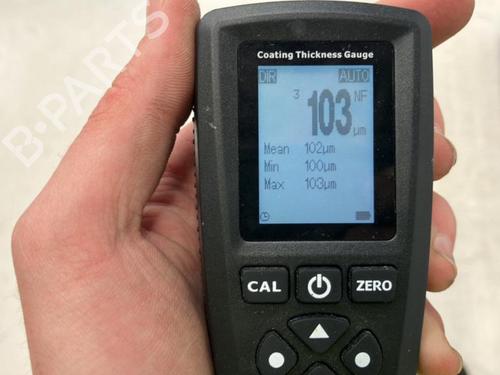 B-PARTS
Coating Thickness Gauge
DIR AUTO
3 103 NF μm
Mean 102μm
Min 100μm
Max 103μm
CAL ZERO